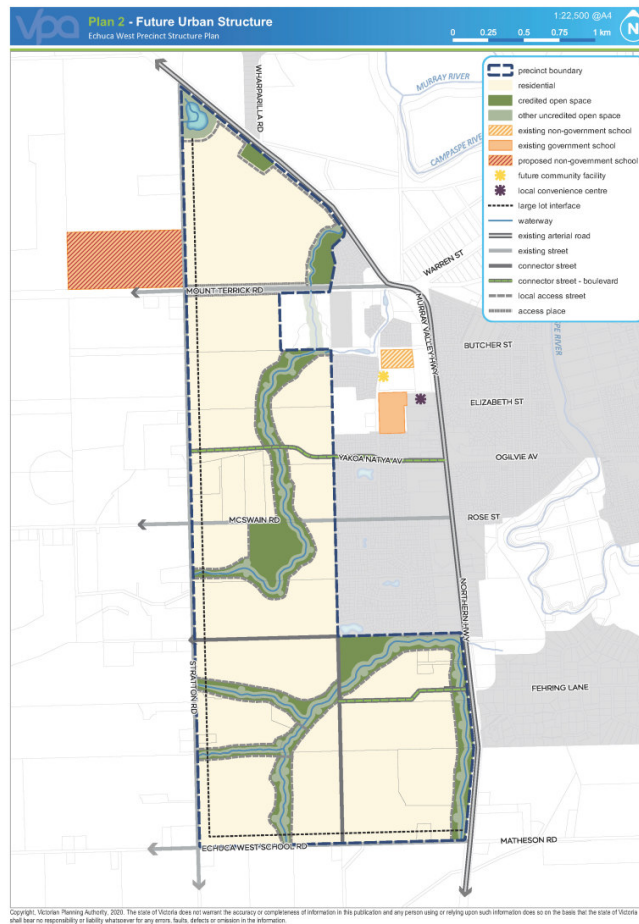 vpa
Plan 2 - Future Urban Structure
Echuca West Precinct Structure Plan
1:22,500 @A4
0 0.25 0.5 0.75 1 km
N
precinct boundary
residential
credited open space
other uncredited open space
existing non-government school
existing government school
proposed non-government school
future community facility
local convenience centre
large lot interface
waterway
existing arterial road
existing street
connector street
connector street - boulevard
local access street
access place
WHARPARILLA RD
MURRAY RIVER
CAMPASPE RIVER
WARREN ST
MOUNT TERRICK RD
MURRAY VALLEY HWY
BUTCHER ST
PE RIVER
ELIZABETH ST
YAKOA NATYA AV
OGILVIE AV
MCSWAIN RD
ROSE ST
NORTHERN HWY
STRATTON RD
FEHRING LANE
ECHUCA WEST SCHOOL RD
MATHESON RD
Copyright, Victorian Planning Authority, 2020. The state of Victoria does not warrant the accuracy or completeness of information in this publication and any person using or relying upon such information does so on the basis that the state of Victoria
shall bear no responsibility or liability whatsoever for any errors, faults, defects or omission in the information.